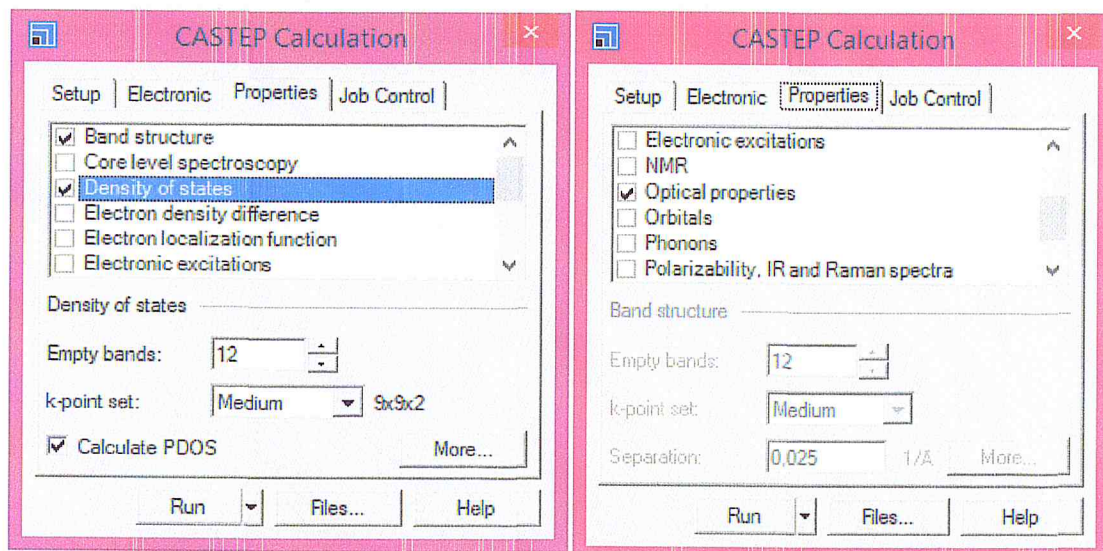 CASTEP Calculation
Setup Electronic Properties Job Control
Band structure
Core level spectroscopy
Density of states
Electron density difference
Electron localization function
Electronic excitations
Density of states
Empty bands: 12
k-point set: Medium 9x9x2
Calculate PDOS More...
Run Files... Help
CASTEP Calculation
Setup Electronic Properties Job Control
Electronic excitations
NMR
Optical properties
Orbitals
Phonons
Polarizability, IR and Raman spectra
Band structure
Empty bands: 12
k-point set: Medium
Separation: 0,025 1/Å More...
Run Files... Help